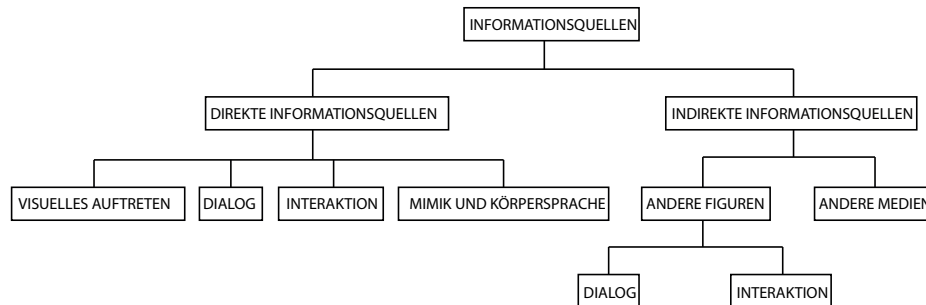 INFORMATIONSQUELLEN
DIREKTE INFORMATIONSQUELLEN
INDIREKTE INFORMATIONSQUELLEN
VISUELLES AUFTRETEN
DIALOG
INTERAKTION
MIMIK UND KÖRPERSPRACHE
ANDERE FIGUREN
ANDERE MEDIEN
DIALOG
INTERAKTION